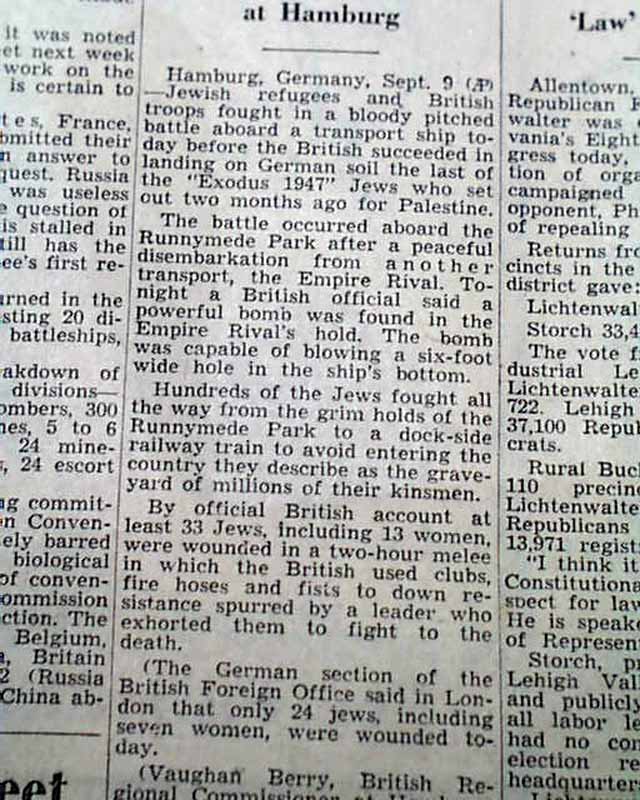 it was noted
et next week
work on the
is certain to
tes, France,
bmitted their
n answer to
quest. Russia
was useless
e question of
is stalled in
till has the
ee's first re-
urned in the
sting 20 di-
battleships,
akdown of
divisions—
ombers, 300
nes, 5 to 6
24 mine-
s, 24 escort
ng commit-
n Conven-
ely barred
biological
of conven-
ommission
ction. The
Belgium,
a, Britain
2 (Russia
China ab-
eet
at Hamburg
Hamburg, Germany, Sept. 9 (AP)
—Jewish refugees and British
troops fought in a bloody pitched
battle aboard a transport ship to-
day before the British succeeded in
landing on German soil the last of
the "Exodus 1947" Jews who set
out two months ago for Palestine.
The battle occurred aboard the
Runnymede Park after a peaceful
disembarkation from another
transport, the Empire Rival. To-
night a British official said a
powerful bomb was found in the
Empire Rival's hold. The bomb
was capable of blowing a six-foot
wide hole in the ship's bottom.
Hundreds of the Jews fought all
the way from the grim holds of the
Runnymede Park to a dock-side
railway train to avoid entering the
country they describe as the grave-
yard of millions of their kinsmen.
By official British account at
least 33 Jews, including 13 women,
were wounded in a two-hour melee
in which the British used clubs,
fire hoses and fists to down re-
sistance spurred by a leader who
exhorted them to fight to the
death.
(The German section of the
British Foreign Office said in Lon-
don that only 24 jews, including
seven women, were wounded to-
day.
(Vaughan Berry, British Re-
gional Commissioner at
'Law'
Allentown,
Republican
walter was
vania's Eight
gress today,
tion of orga
campaigned
opponent, Ph
of repealing
Returns fro
cincts in the
district gave:
Lichtenwal
Storch 33,4
The vote f
dustrial Le
Lichtenwalte
722. Lehigh
37,100 Repub
crats.
Rural Buc
110 precin
Lichtenwalte
Republicans
13,971 regist
"I think it
Constitutiona
spect for law
He is speake
of Represen
Storch, p
Lehigh Val
and publicly
all labor le
had no con
election re
headquarter